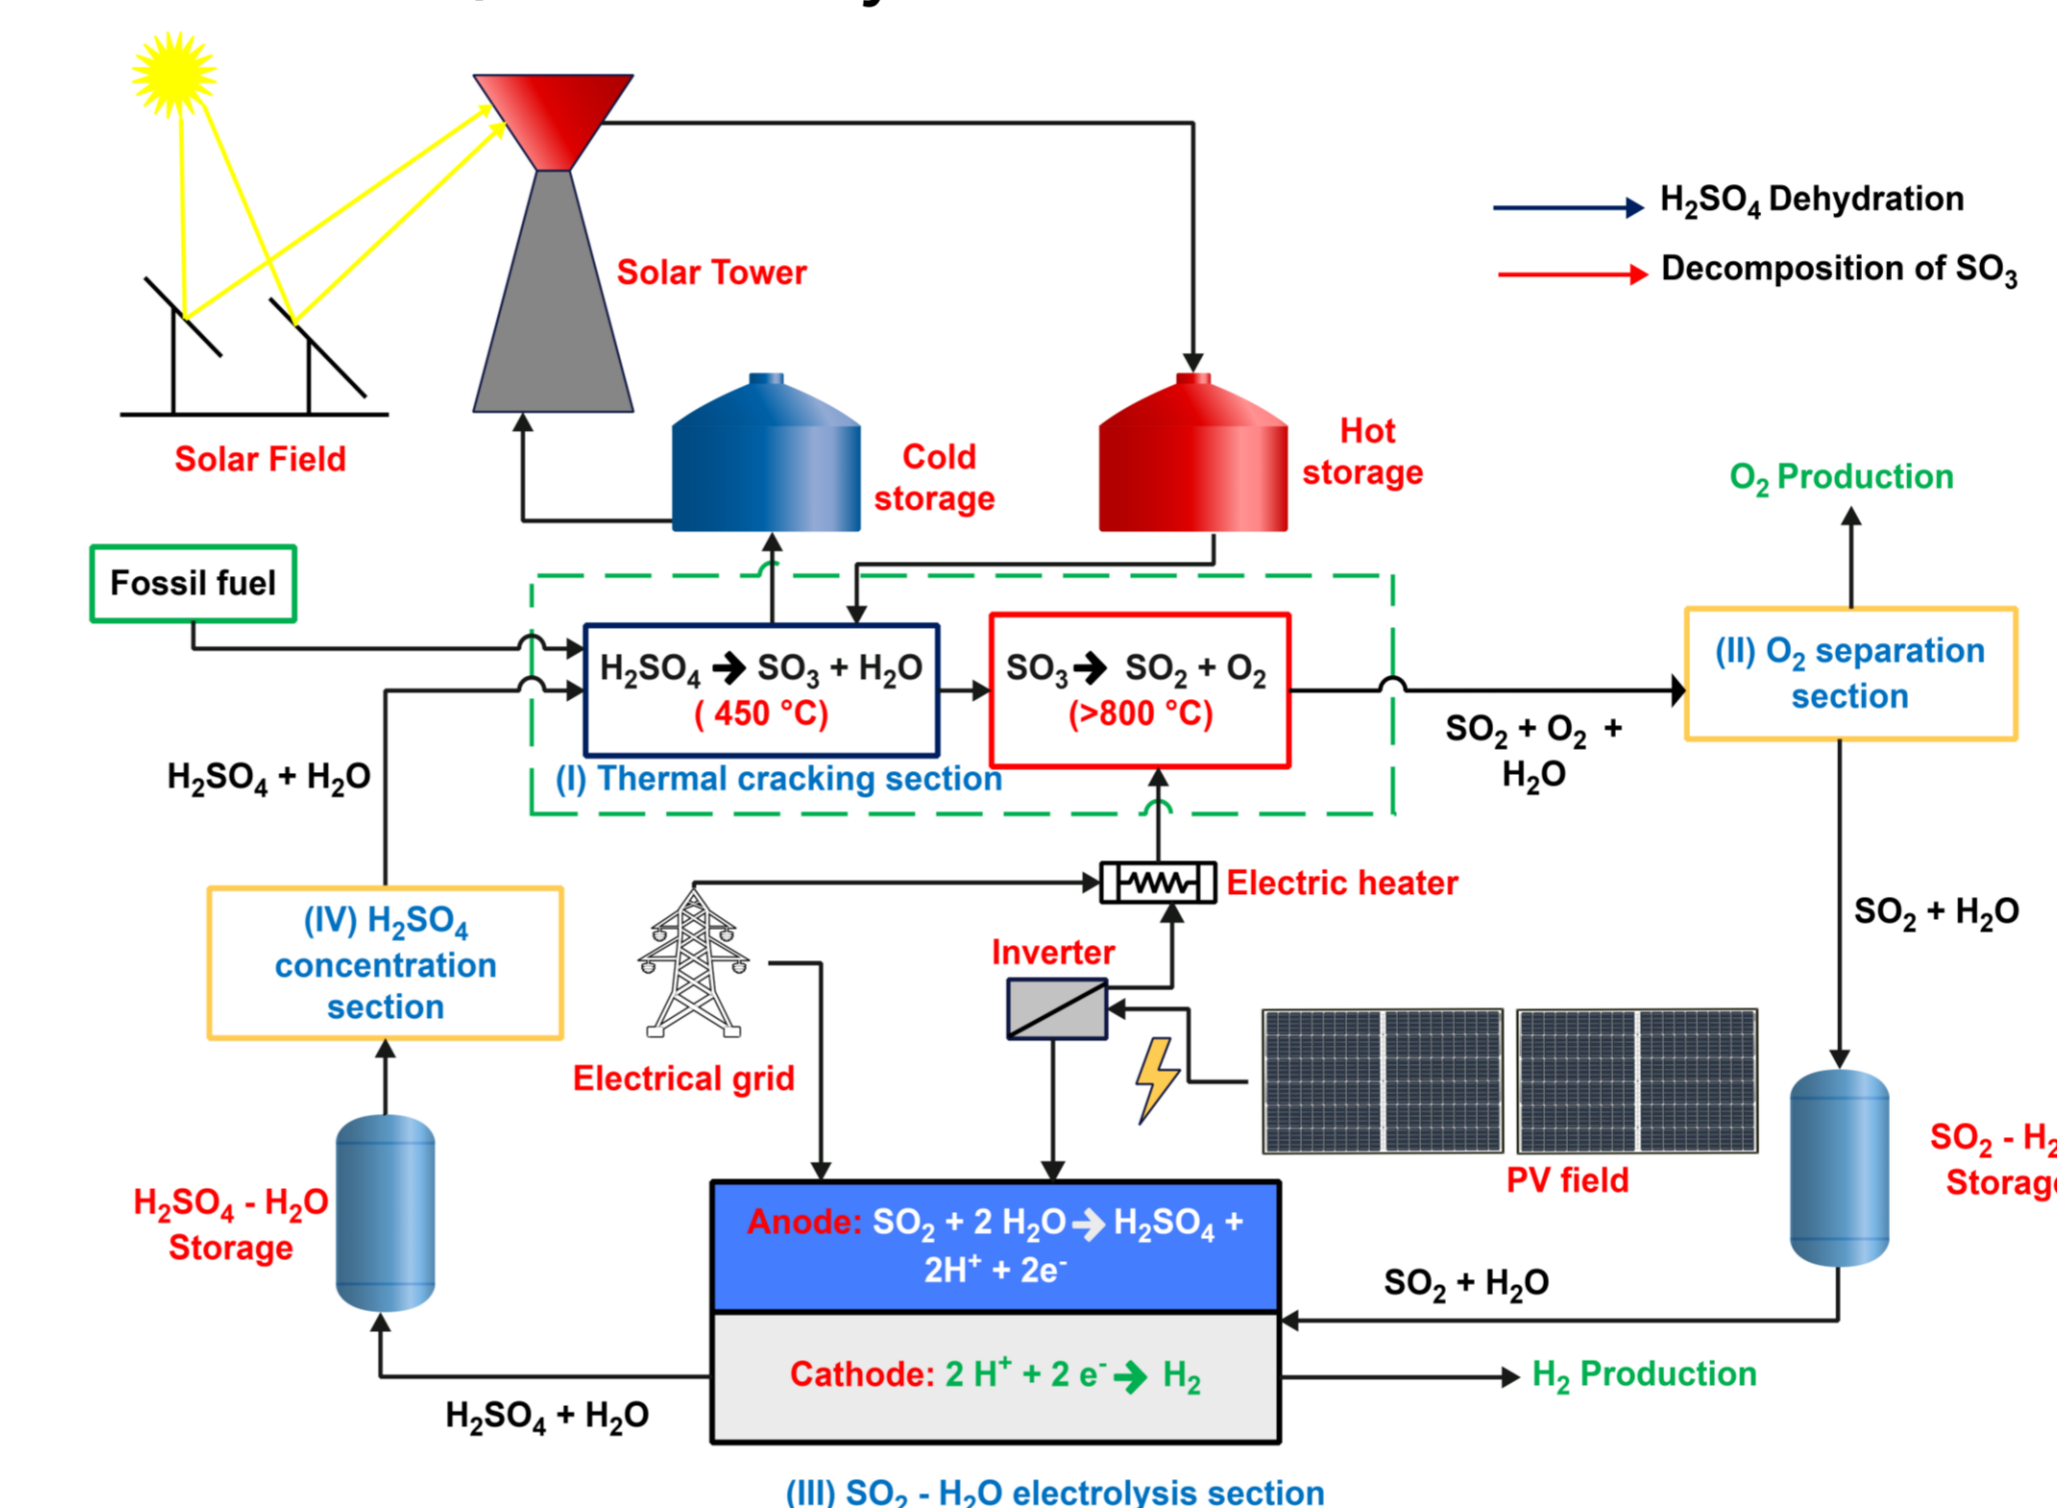 H₂SO₄ Dehydration
Decomposition of SO₃
Solar Tower
Solar Field
Cold
storage
Hot
storage
O₂ Production
Fossil fuel
H₂SO₄ ➔ SO₃ + H₂O
( 450 °C)
SO₃ ➔ SO₂ + O₂
(>800 °C)
(I) Thermal cracking section
(II) O₂ separation
section
SO₂ + O₂ +
H₂O
H₂SO₄ + H₂O
(IV) H₂SO₄
concentration
section
Electric heater
Inverter
SO₂ + H₂O
Electrical grid
PV field
SO₂ - H₂
H₂SO₄ - H₂O
Storage
Anode: SO₂ + 2 H₂O ➔ H₂SO₄ +
2H⁺ + 2e⁻
SO₂ + H₂O
Cathode: 2 H⁺ + 2 e⁻ ➔ H₂
H₂ Production
H₂SO₄ + H₂O
(III) SO₂ - H₂O electrolysis section